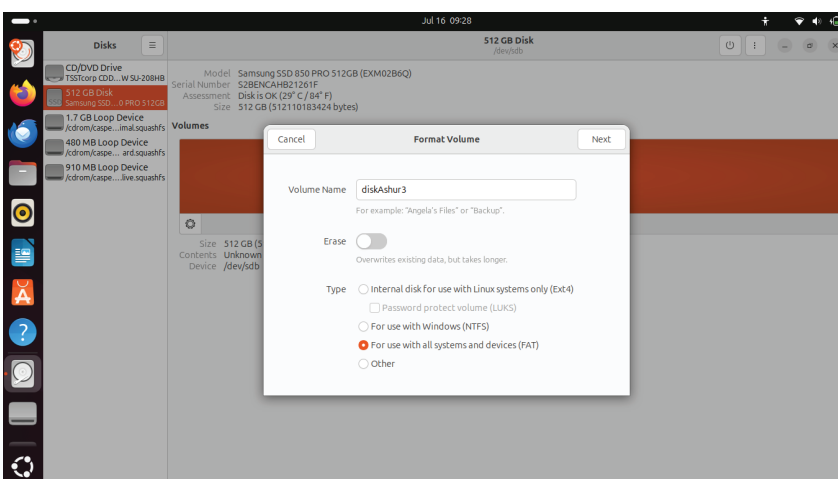 Jul 16 09:28
Disks
512 GB Disk
/dev/sdb
CD/DVD Drive
TSSTcorp CDD...W SU-208HB
512 GB Disk
Samsung SSD...0 PRO 512GB
1.7 GB Loop Device
/cdrom/caspe...imal.squashfs
480 MB Loop Device
/cdrom/caspe... ard.squashfs
910 MB Loop Device
/cdrom/caspe....live.squashfs
Model Samsung SSD 850 PRO 512GB (EXM02B6Q)
Serial Number S2BENCAHB21261F
Assessment Disk is OK (29° C / 84° F)
Size 512 GB (512110183424 bytes)
Volumes
Size 512 GB (5
Contents Unknown
Device /dev/sdb
Cancel
Format Volume
Next
Volume Name diskAshur3
For example: “Angela’s Files” or “Backup”.
Erase
Overwrites existing data, but takes longer.
Type Internal disk for use with Linux systems only (Ext4)
Password protect volume (LUKS)
For use with Windows (NTFS)
For use with all systems and devices (FAT)
Other